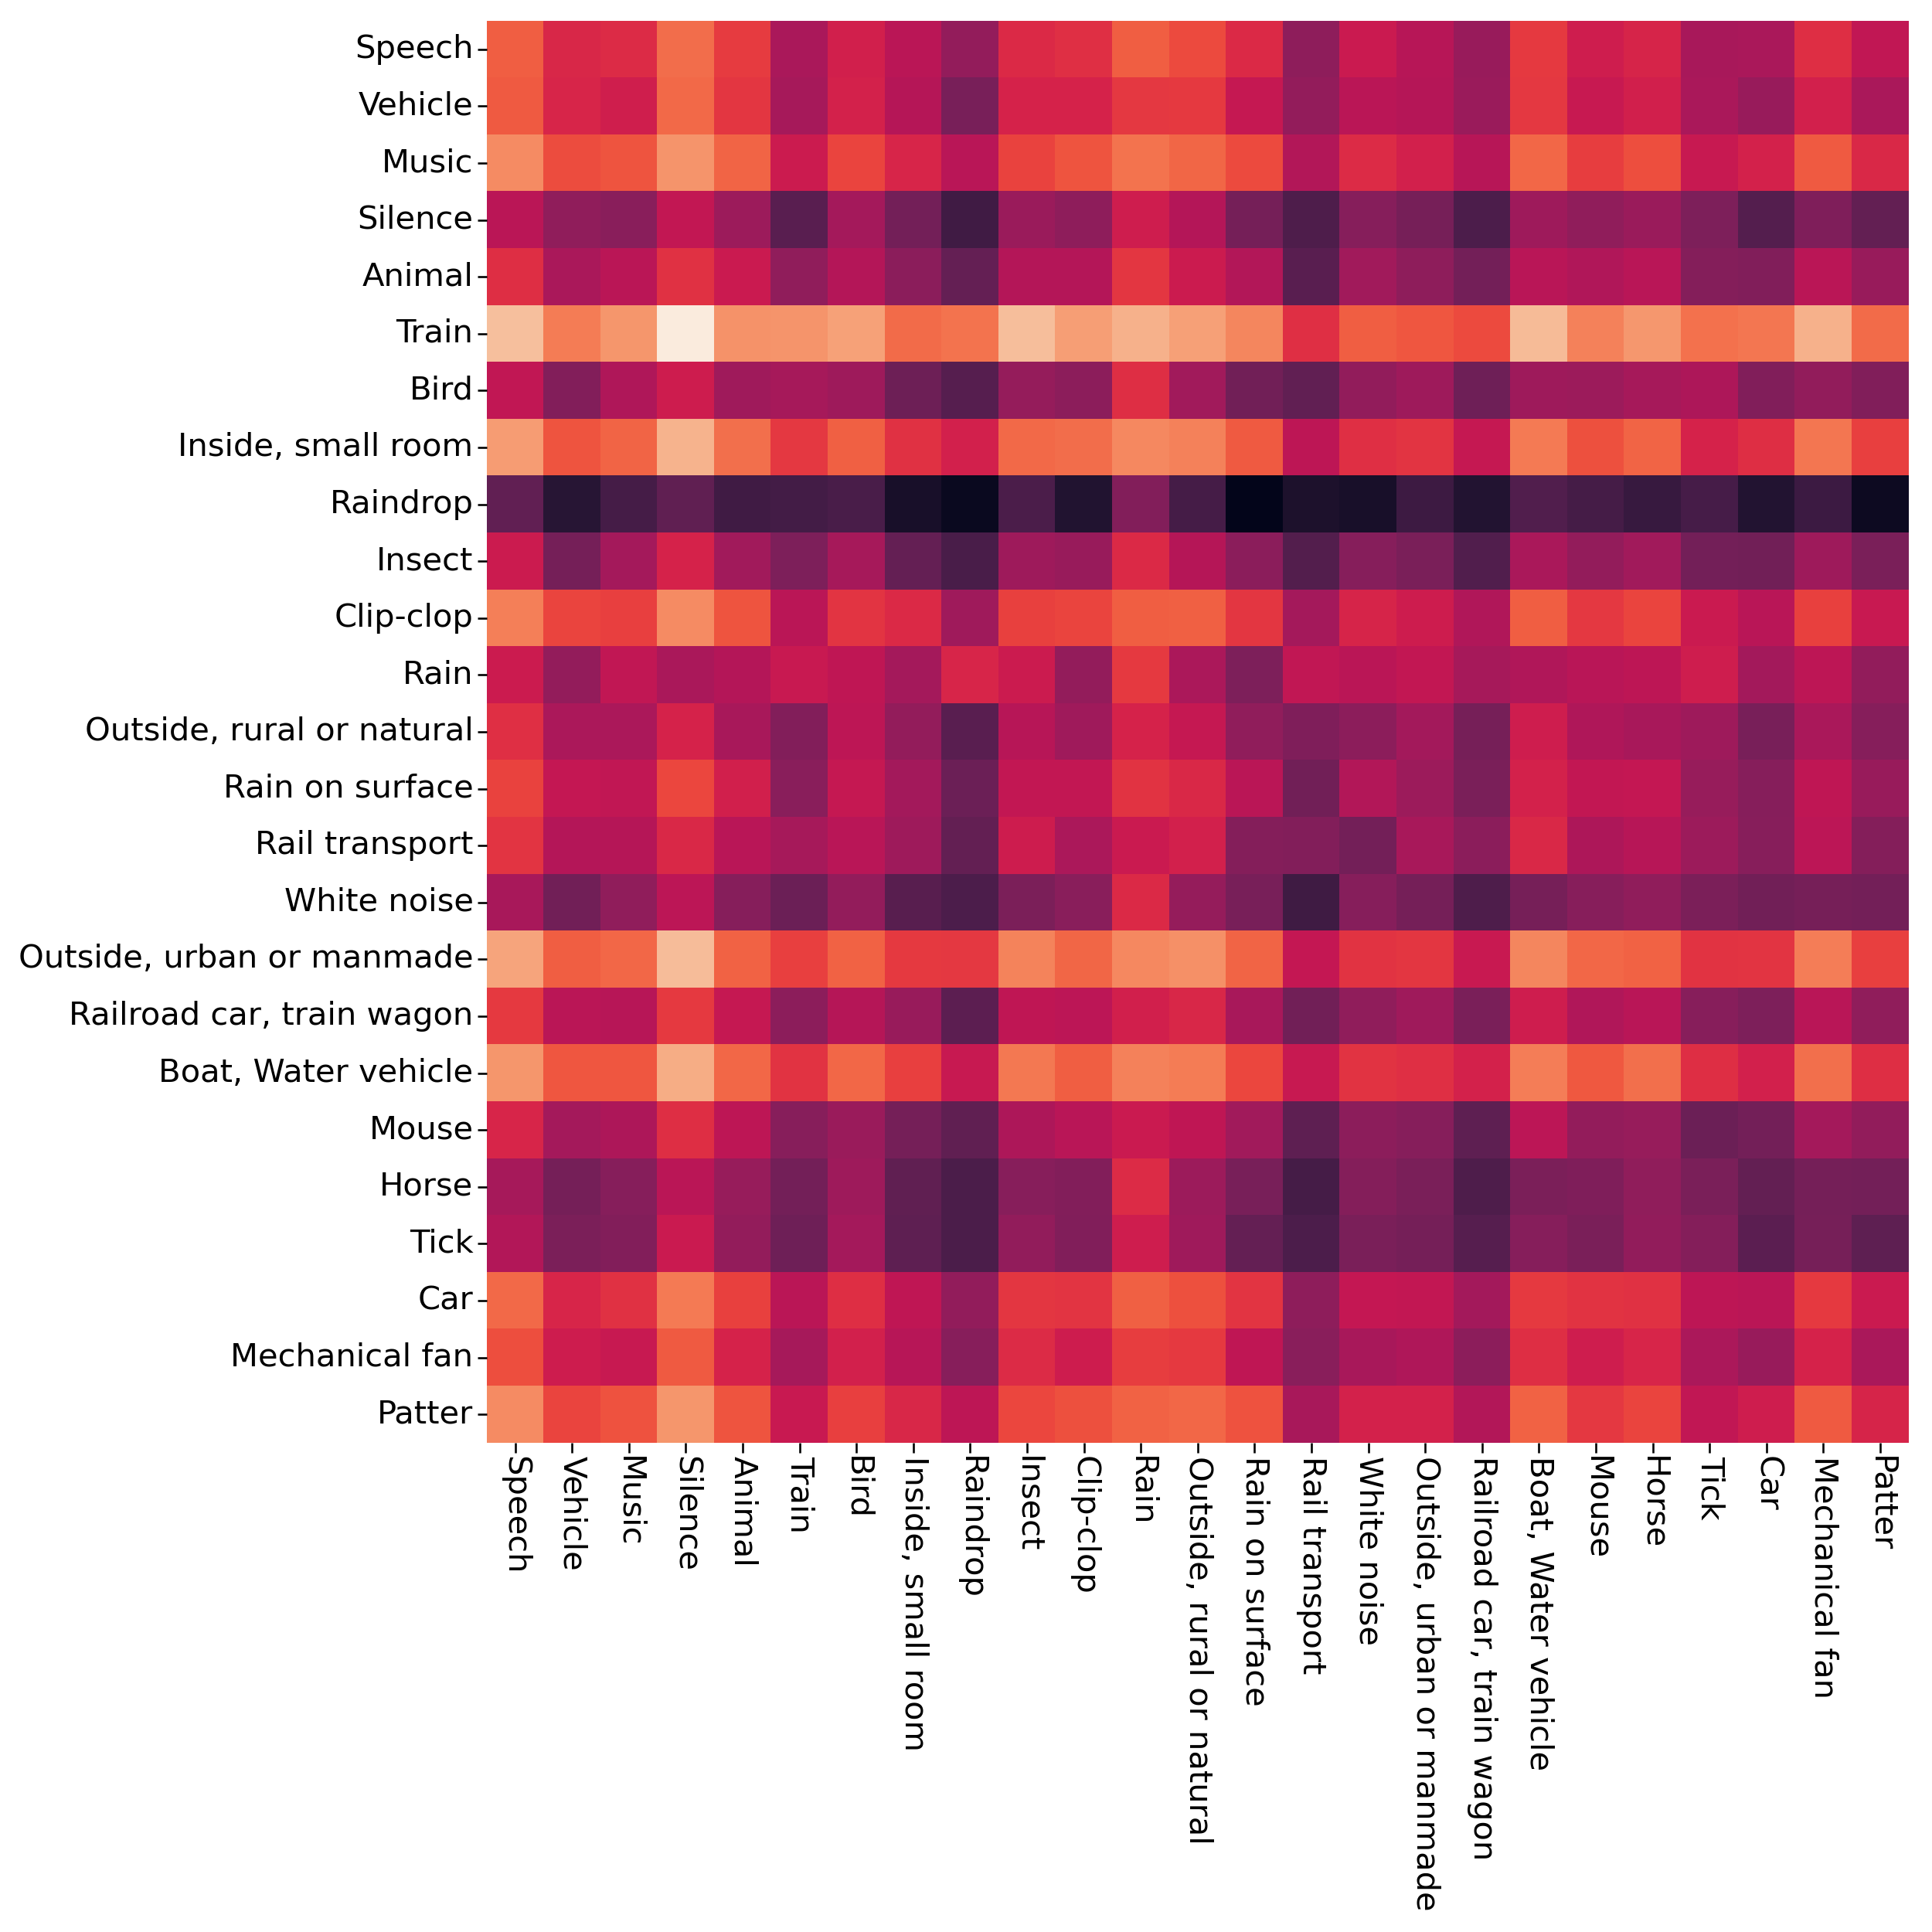 Speech
Vehicle
Music
Silence
Animal
Train
Bird
Inside, small room
Raindrop
Insect
Clip-clop
Rain
Outside, rural or natural
Rain on surface
Rail transport
White noise
Outside, urban or manmade
Railroad car, train wagon
Boat, Water vehicle
Mouse
Horse
Tick
Car
Mechanical fan
Patter
Speech
Vehicle
Music
Silence
Animal
Train
Bird
Inside, small room
Raindrop
Insect
Clip-clop
Rain
Outside, rural or natural
Rain on surface
Rail transport
White noise
Outside, urban or manmade
Railroad car, train wagon
Boat, Water vehicle
Mouse
Horse
Tick
Car
Mechanical fan
Patter